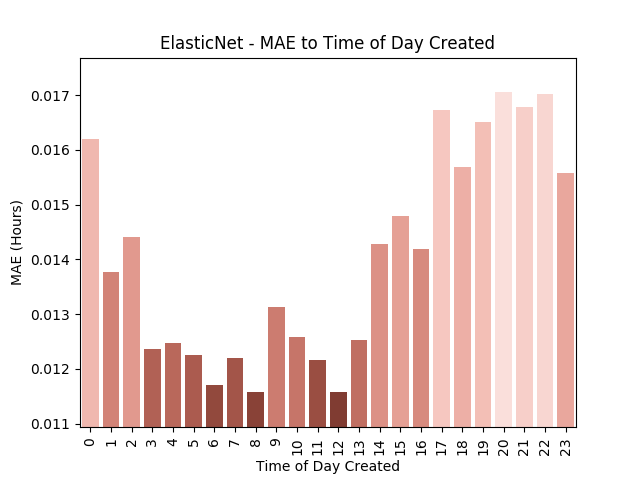 ElasticNet - MAE to Time of Day Created
MAE (Hours)
0.017
0.016
0.015
0.014
0.013
0.012
0.011
0 1 2 3 4 5 6 7 8 9 10 11 12 13 14 15 16 17 18 19 20 21 22 23
Time of Day Created